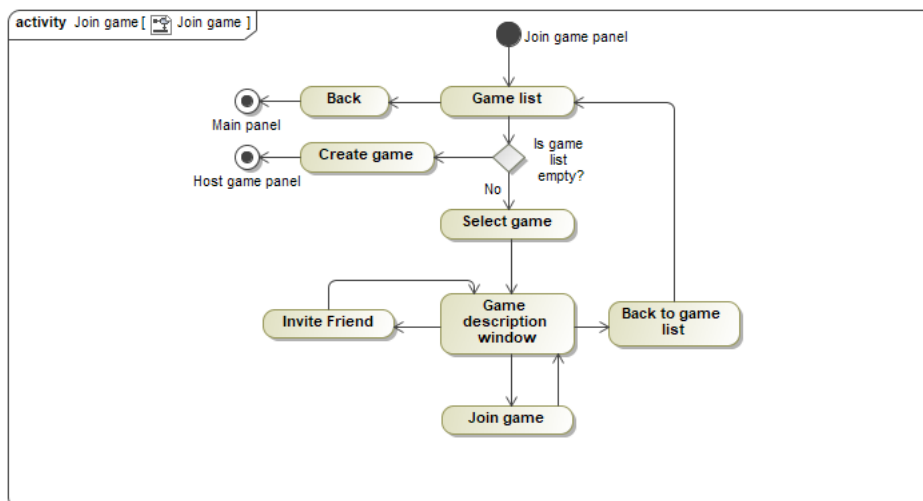 activity Join game [ Join game ]
Join game panel
Back
Game list
Main panel
Is game
list
empty?
Create game
Host game panel
No
Select game
Game
description
window
Invite Friend
Back to game
list
Join game